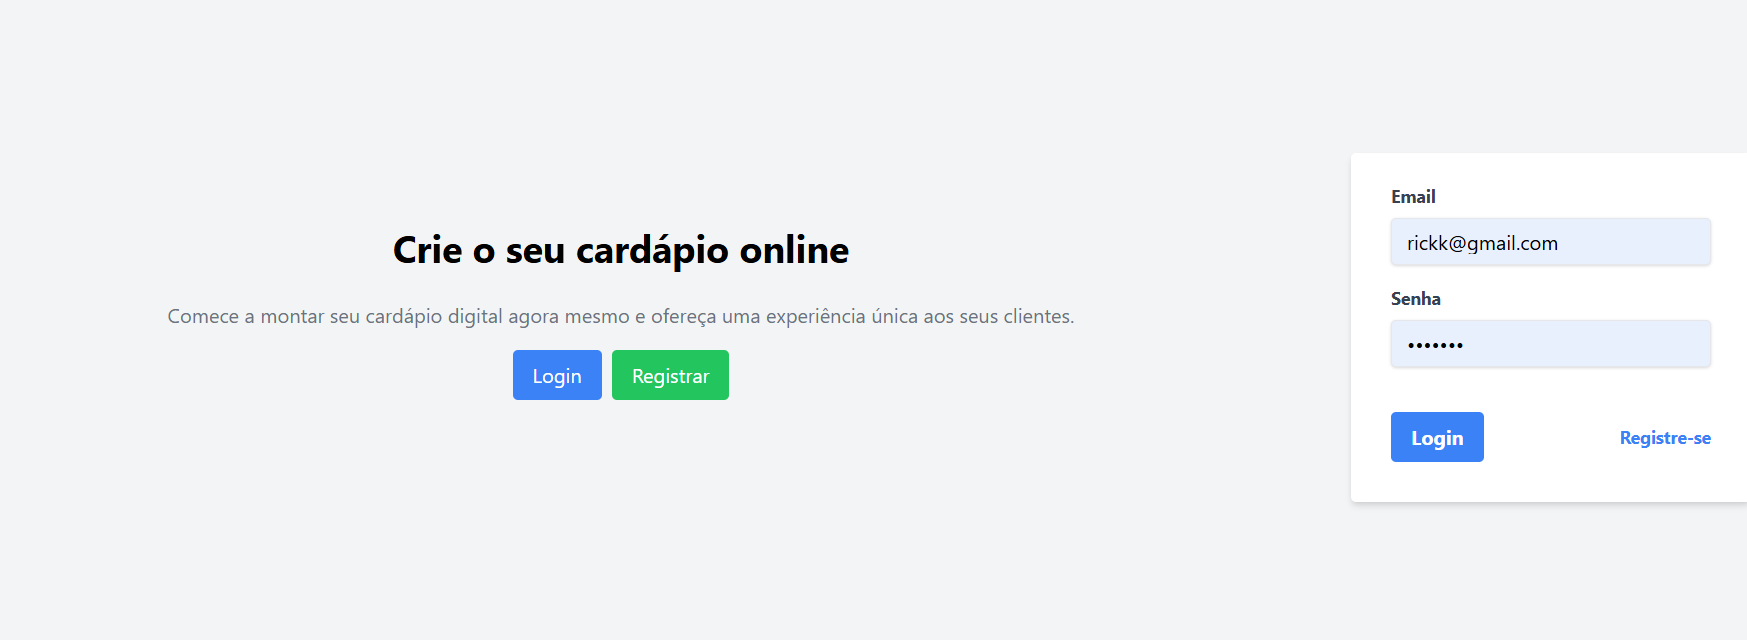 Crie o seu cardápio online
Comece a montar seu cardápio digital agora mesmo e ofereça uma experiência única aos seus clientes.
Login Registrar
Email
rickk@gmail.com
Senha
•••••••
Login Registre-se